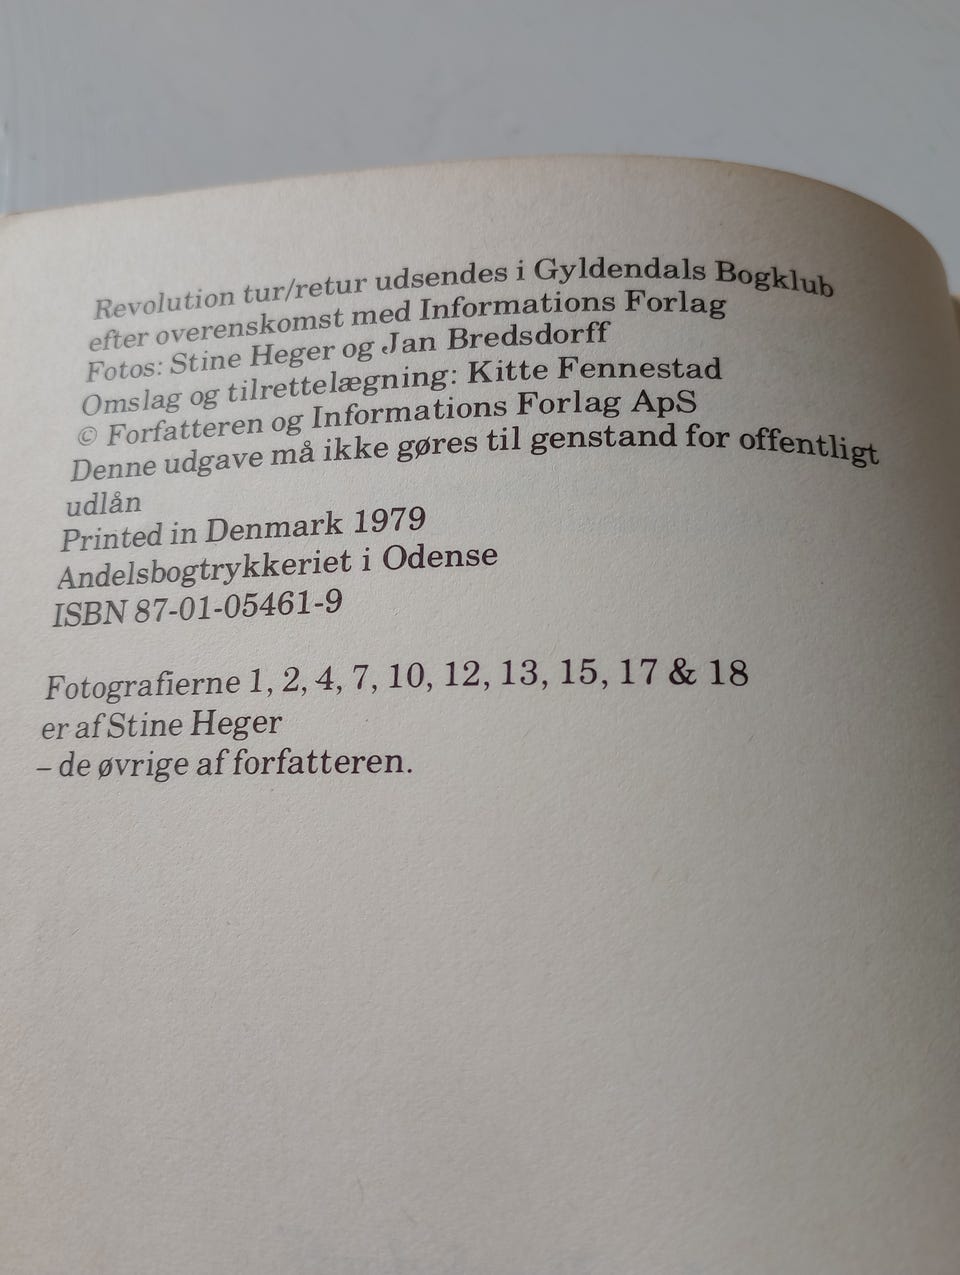 Revolution tur/retur udsendes i Gyldendals Bogklub
efter overenskomst med Informations Forlag
Fotos: Stine Heger og Jan Bredsdorff
Omslag og tilrettelægning: Kitte Fennestad
© Forfatteren og Informations Forlag ApS
Denne udgave må ikke gøres til genstand for offentligt
udlån
Printed in Denmark 1979
Andelsbogtrykkeriet i Odense
ISBN 87-01-05461-9
Fotografierne 1, 2, 4, 7, 10, 12, 13, 15, 17 & 18
er af Stine Heger
– de øvrige af forfatteren.